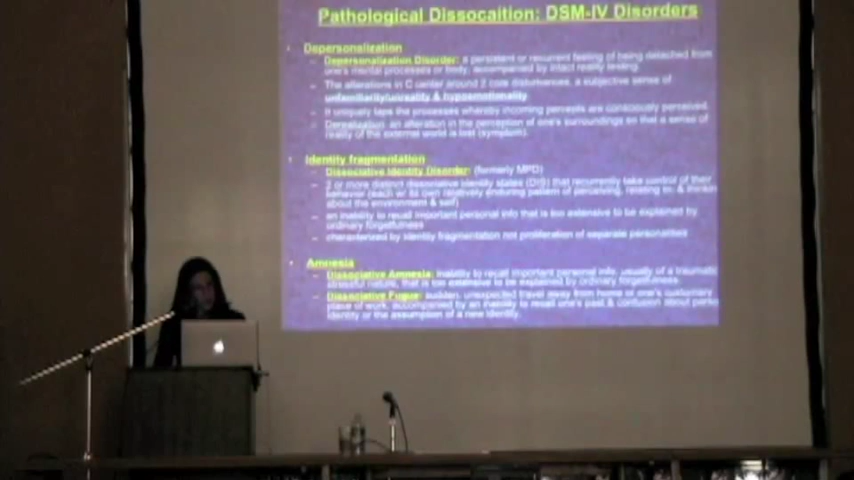 Pathological Dissocaition: DSM-IV Disorders
• Depersonalization
– Depersonalization Disorder: a persistent or recurrent feeling of being detached from
one's mental processes or body, accompanied by intact reality testing.
– The alterations in C center around 2 core disturbances, a subjective sense of
unfamiliarity/unreality & hypoemotionality
– It uniquely taps the processes whereby incoming percepts are consciously perceived.
– Derealization: an alteration in the perception of one's surroundings so that a sense of
reality of the external world is lost (symptom).
• Identity fragmentation
– Dissociative Identity Disorder: (formerly MPD)
– 2 or more distinct dissociative identity states (DIS) that recurrently take control of their
behavior (each w/ its own relatively enduring pattern of perceiving, relating to, & thinkin
about the environment & self)
– an inability to recall important personal info that is too extensive to be explained by
ordinary forgetfulness
– characterized by identity fragmentation not proliferation of separate personalities
• Amnesia
– Dissociative Amnesia: inability to recall important personal info, usually of a traumatic
stressful nature, that is too extensive to be explained by ordinary forgetfulness.
– Dissociative Fugue: sudden, unexpected travel away from home or one's customary
place of work, accompanied by an inability to recall one's past & confusion about perso
identity or the assumption of a new identity.